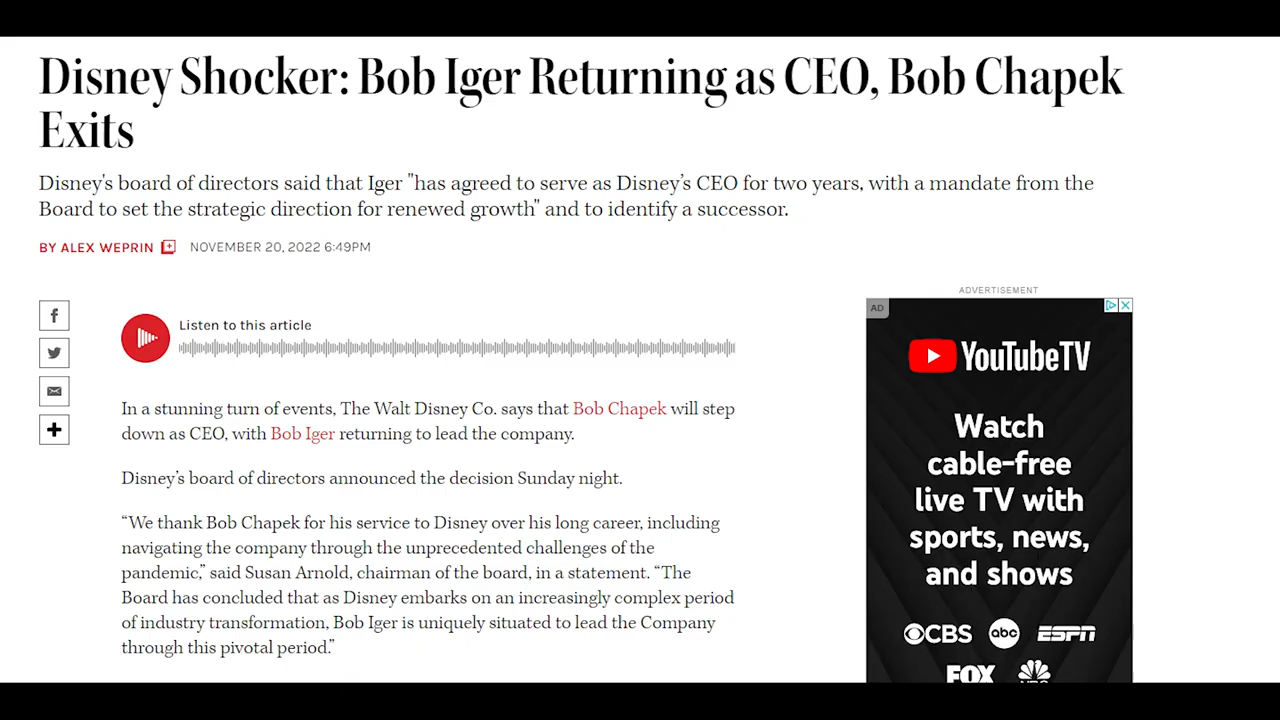 Disney Shocker: Bob Iger Returning as CEO, Bob Chapek
Exits
Disney's board of directors said that Iger "has agreed to serve as Disney’s CEO for two years, with a mandate from the
Board to set the strategic direction for renewed growth" and to identify a successor.
BY ALEX WEPRIN NOVEMBER 20, 2022 6:49PM
Listen to this article
In a stunning turn of events, The Walt Disney Co. says that Bob Chapek will step
down as CEO, with Bob Iger returning to lead the company.
Disney’s board of directors announced the decision Sunday night.
“We thank Bob Chapek for his service to Disney over his long career, including
navigating the company through the unprecedented challenges of the
pandemic,” said Susan Arnold, chairman of the board, in a statement. “The
Board has concluded that as Disney embarks on an increasingly complex period
of industry transformation, Bob Iger is uniquely situated to lead the Company
through this pivotal period.”
ADVERTISEMENT
AD
YouTubeTV
Watch
cable-free
live TV with
sports, news,
and shows
CBS abc ESPN
FOX